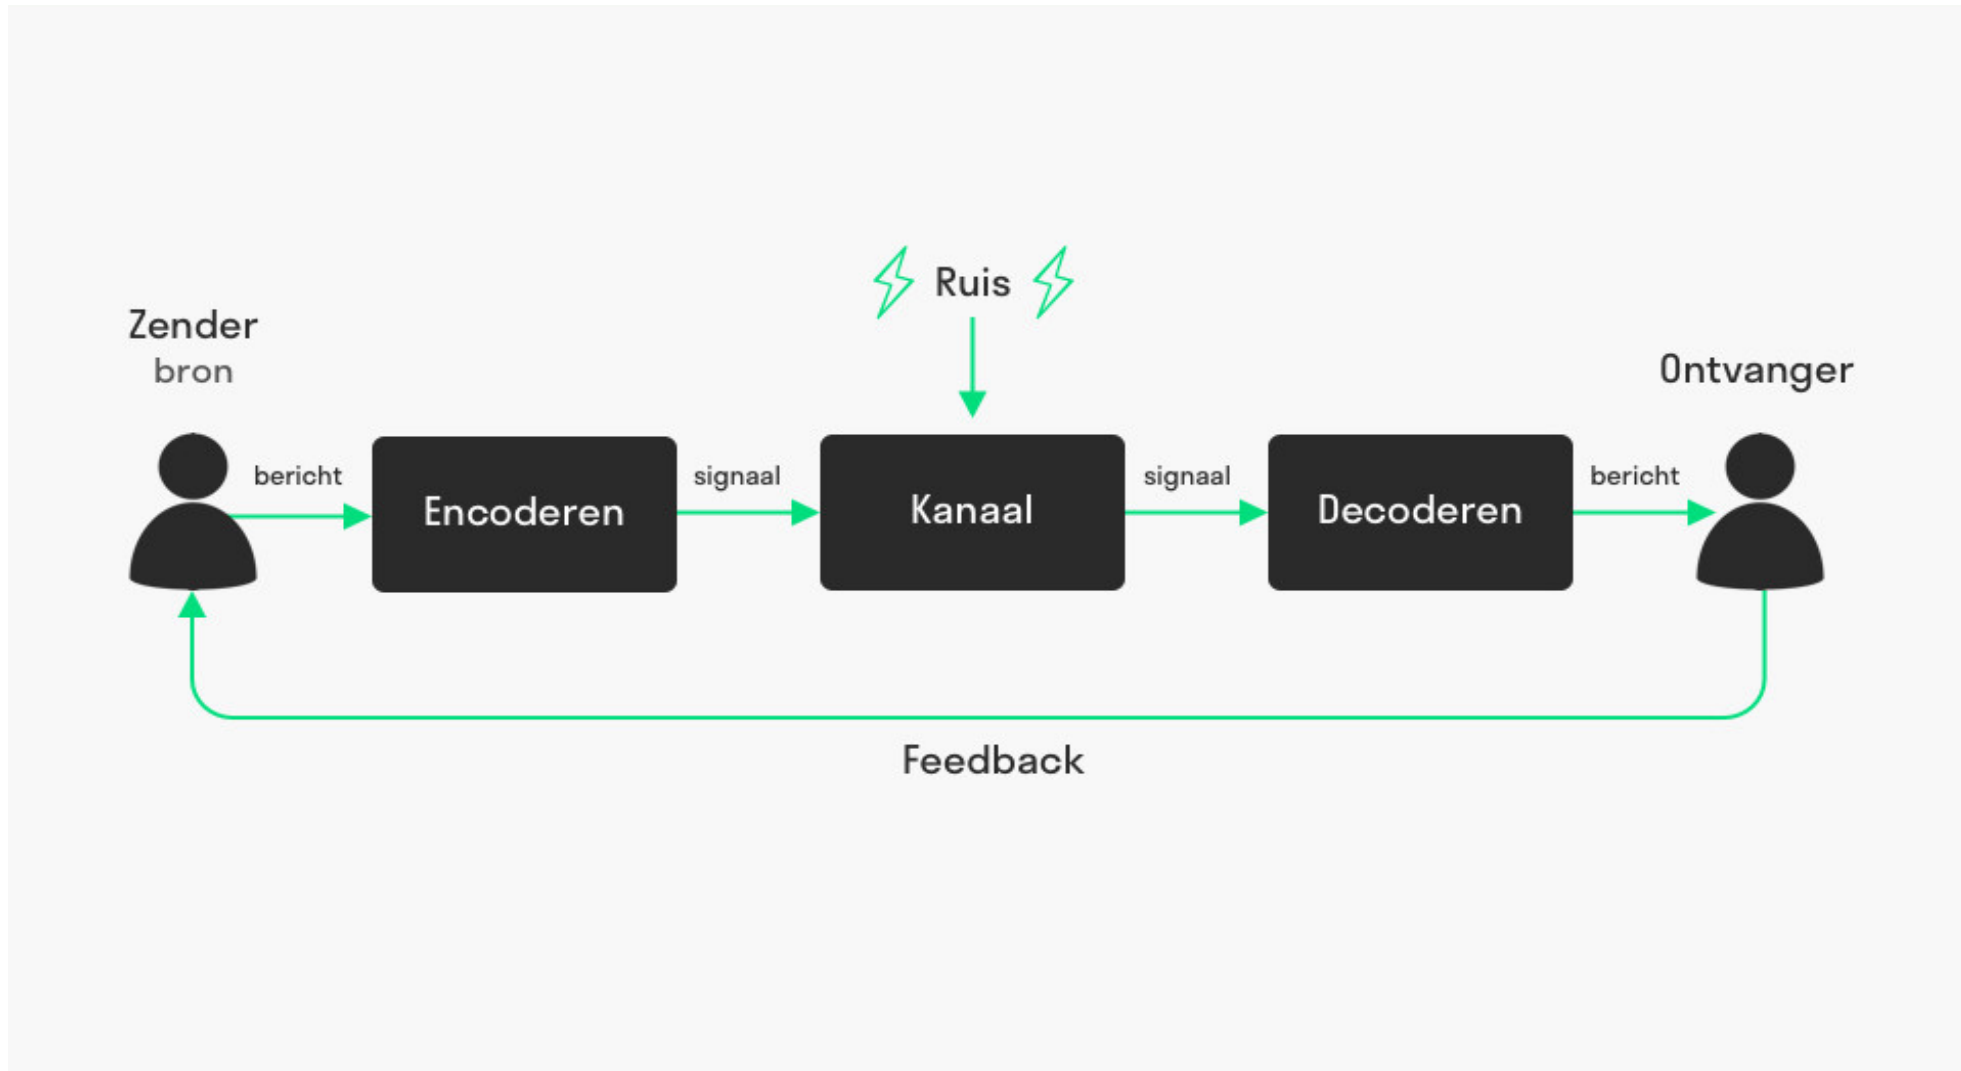 Ruis
Zender
bron
Ontvanger
bericht
Encoderen
signaal
Kanaal
signaal
Decoderen
bericht
Feedback